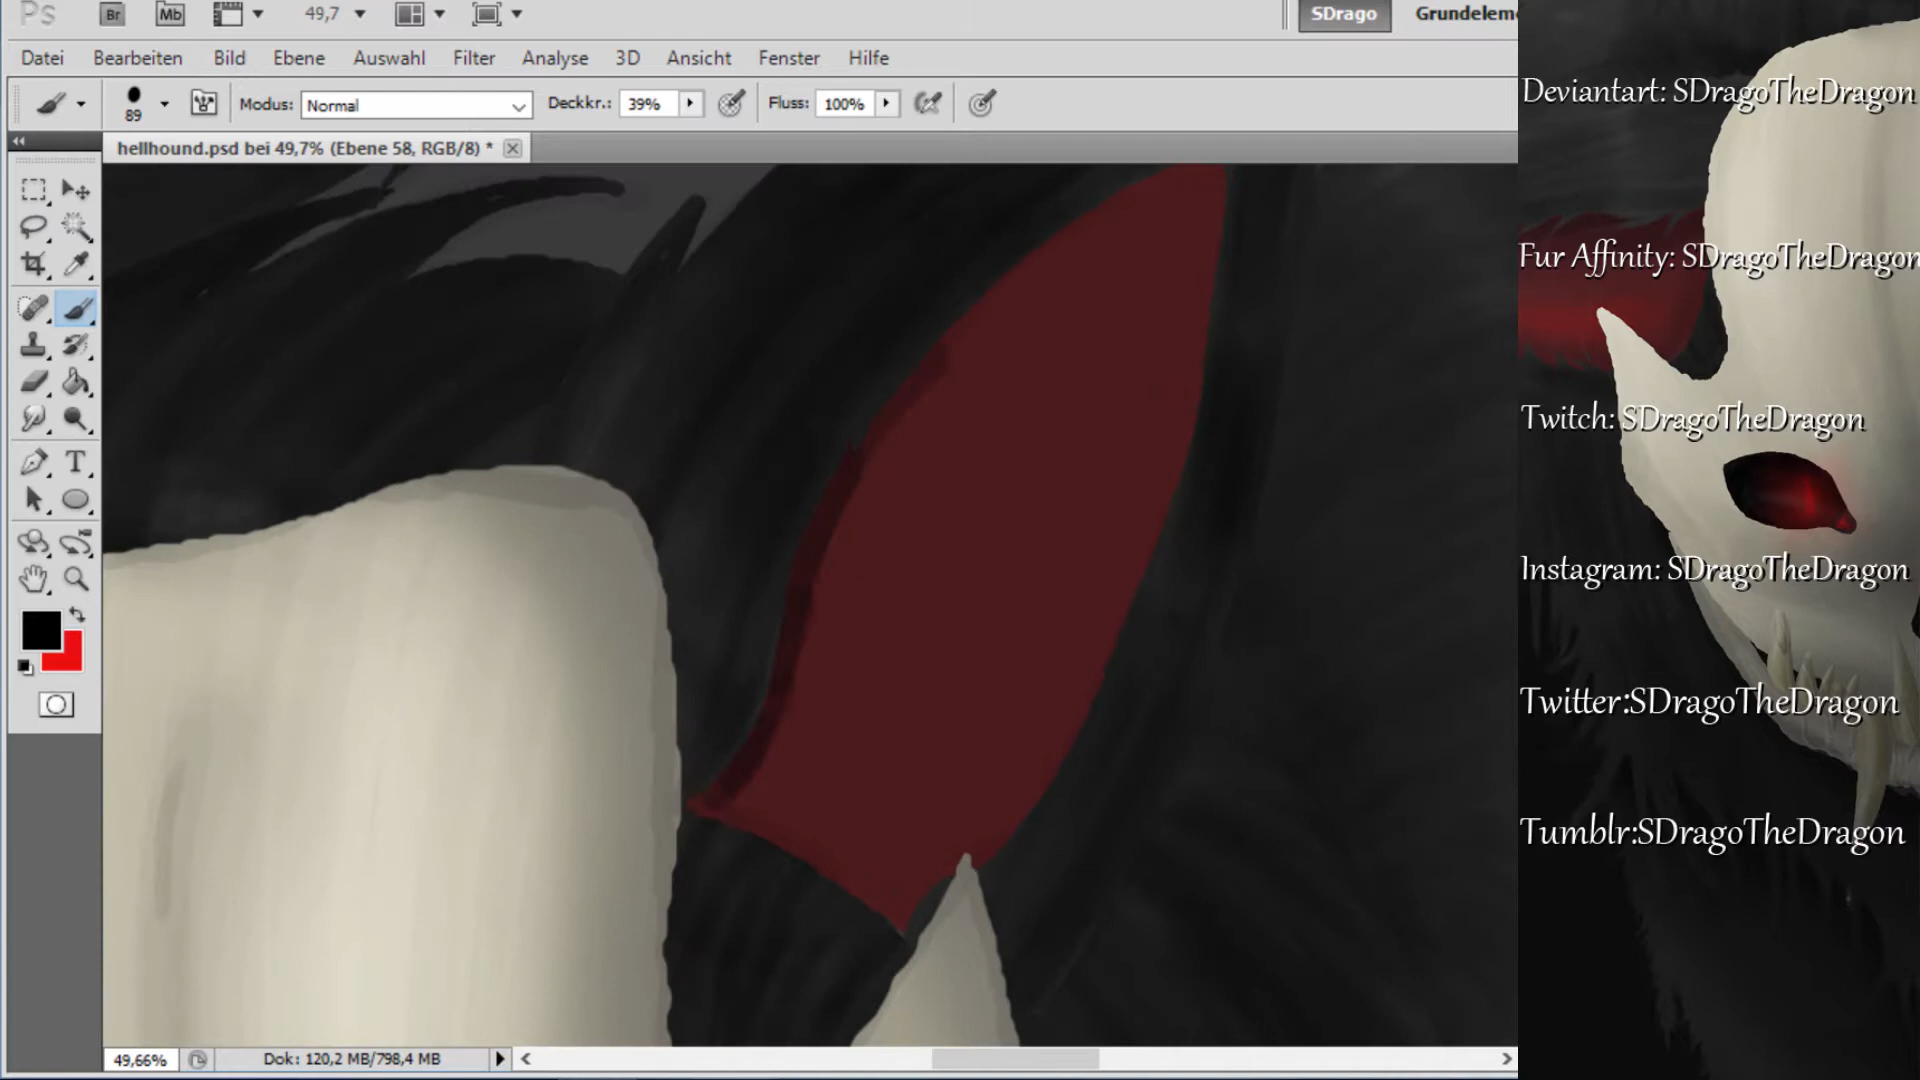 Ps Br Mb 49,7 SDrago
Datei Bearbeiten Bild Ebene Auswahl Filter Analyse 3D Ansicht Fenster Hilfe
89 Modus: Normal Deckkr.: 39% Fluss: 100%
hellhound.psd bei 49,7% (Ebene 58, RGB/8) *
T
49,66% Dok: 120,2 MB/798,4 MB
Deviantart: SDragoTheDragon
Fur Affinity: SDragoTheDragon
Twitch: SDragoTheDragon
Instagram: SDragoTheDragon
Twitter:SDragoTheDragon
Tumblr:SDragoTheDragon